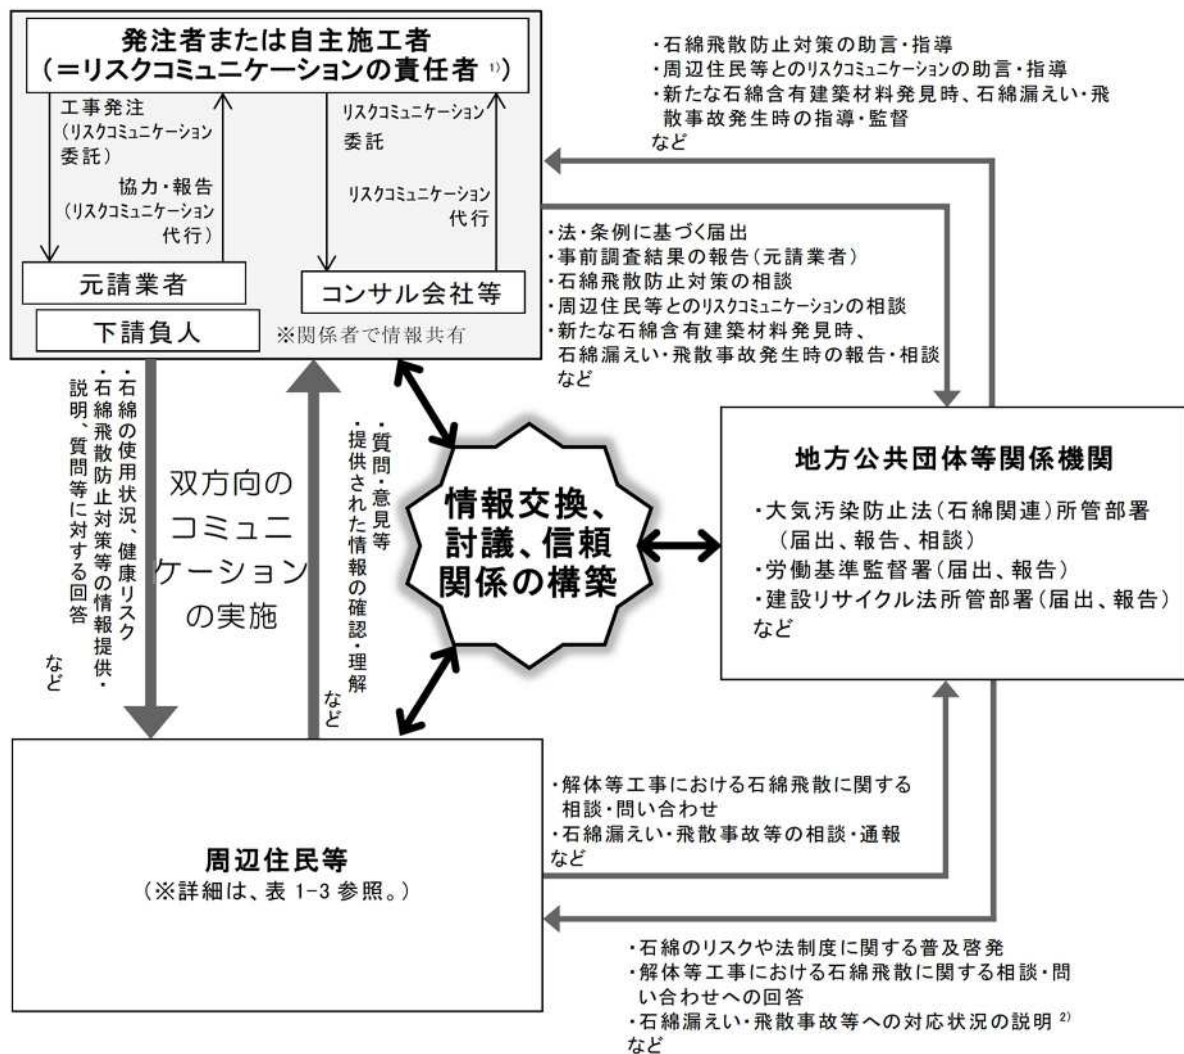 発注者または自主施工者
(=リスクコミュニケーションの責任者 1))
工事発注
(リスクコミュニケーション
委託)
協力・報告
(リスクコミュニケーション
代行)
リスクコミュニケーション
委託
リスクコミュニケーション
代行
元請業者
下請負人
コンサル会社等
※関係者で情報共有
・石綿飛散防止対策の助言・指導
・周辺住民等とのリスクコミュニケーションの助言・指導
・新たな石綿含有建築材料発見時、石綿漏えい・飛
散事故発生時の指導・監督
など
・法・条例に基づく届出
・事前調査結果の報告(元請業者)
・石綿飛散防止対策の相談
・周辺住民等とのリスクコミュニケーションの相談
・新たな石綿含有建築材料発見時、
石綿漏えい・飛散事故発生時の報告・相談
など
・石綿の使用状況、健康リスク
・石綿飛散防止対策等の情報提供・
説明、質問等に対する回答
など
双方向の
コミュニ
ケーション
の実施
・質問・意見等
・提供された情報の確認・理解
など
情報交換、
討議、信頼
関係の構築
地方公共団体等関係機関
・大気汚染防止法(石綿関連)所管部署
(届出、報告、相談)
・労働基準監督署(届出、報告)
・建設リサイクル法所管部署(届出、報告)
など
周辺住民等
(※詳細は、表 1-3 参照。)
・解体等工事における石綿飛散に関する
相談・問い合わせ
・石綿漏えい・飛散事故等の相談・通報
など
・石綿のリスクや法制度に関する普及啓発
・解体等工事における石綿飛散に関する相談・問
い合わせへの回答
・石綿漏えい・飛散事故等への対応状況の説明 2)
など